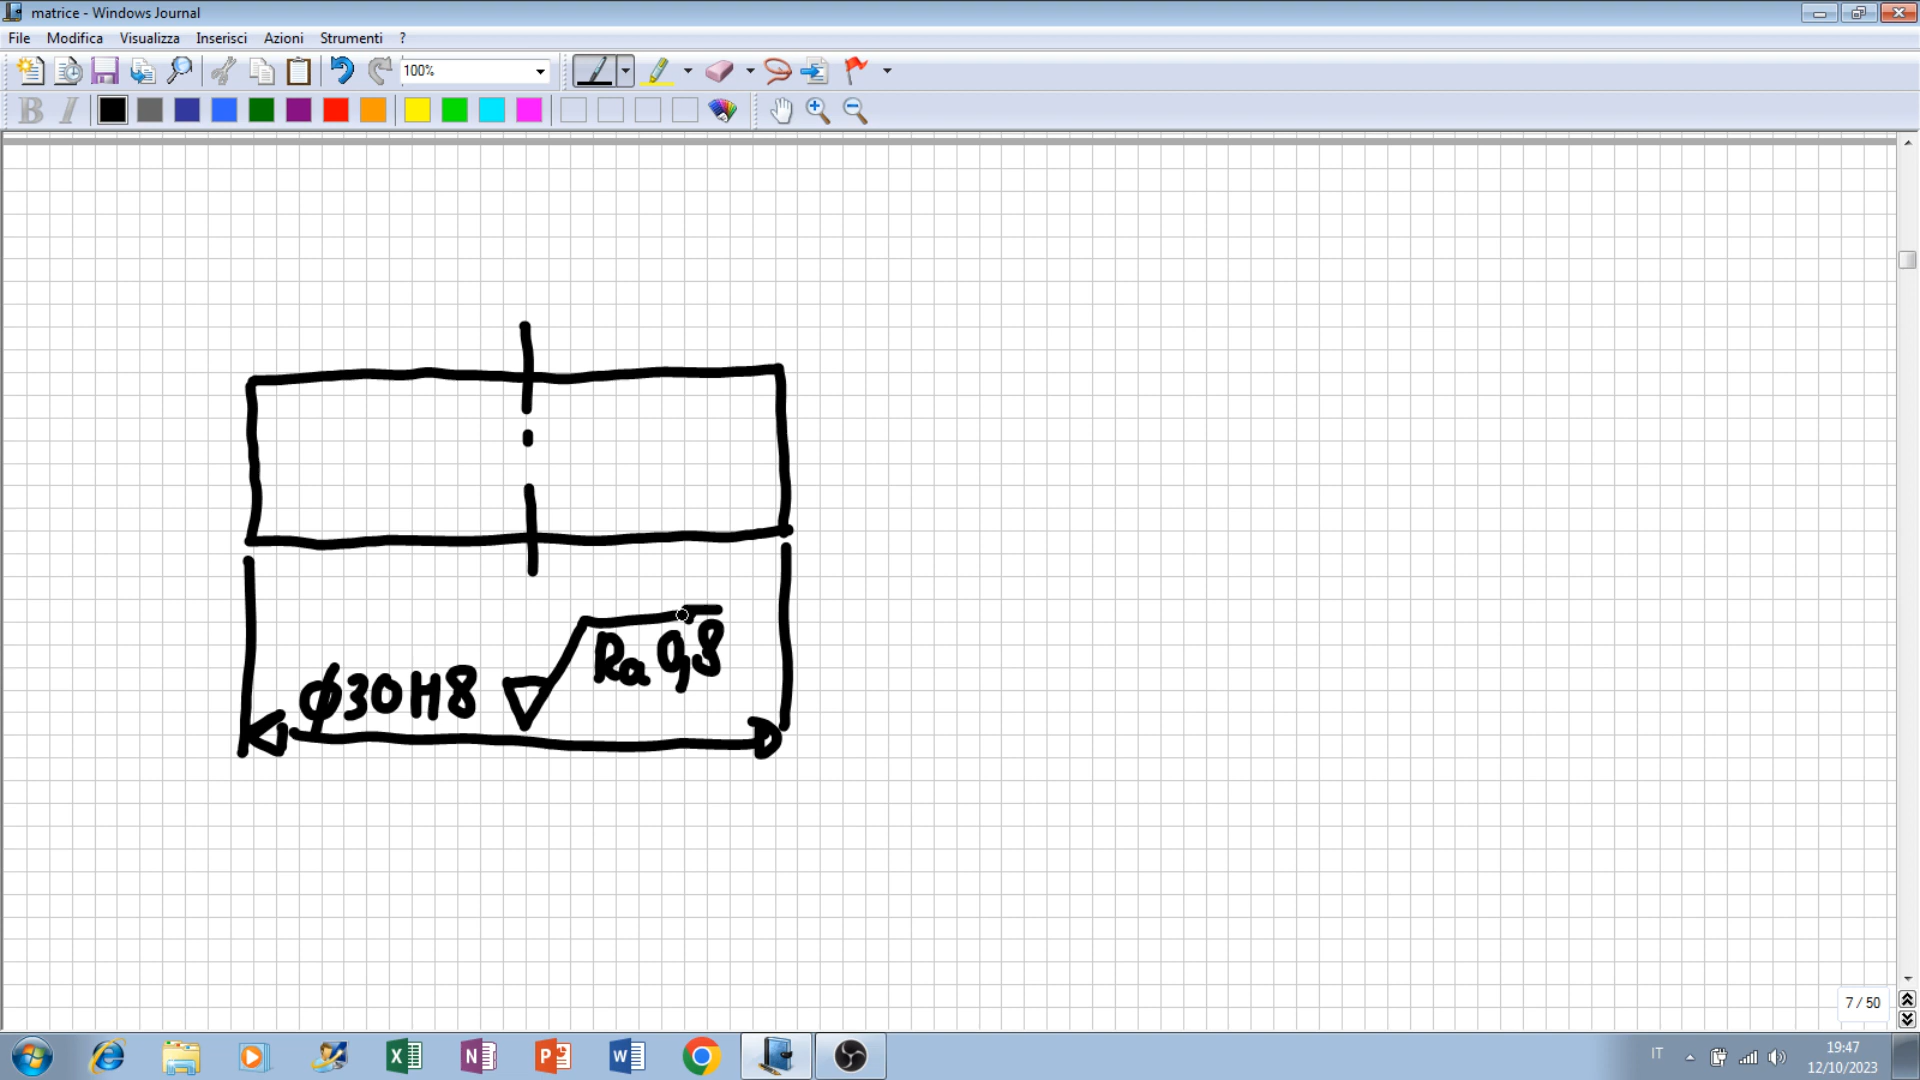 matrice - Windows Journal
File Modifica Visualizza Inserisci Azioni Strumenti ?
100%
B I
Ra 0,8
ϕ30H8
7 / 50
IT
19:47
12/10/2023